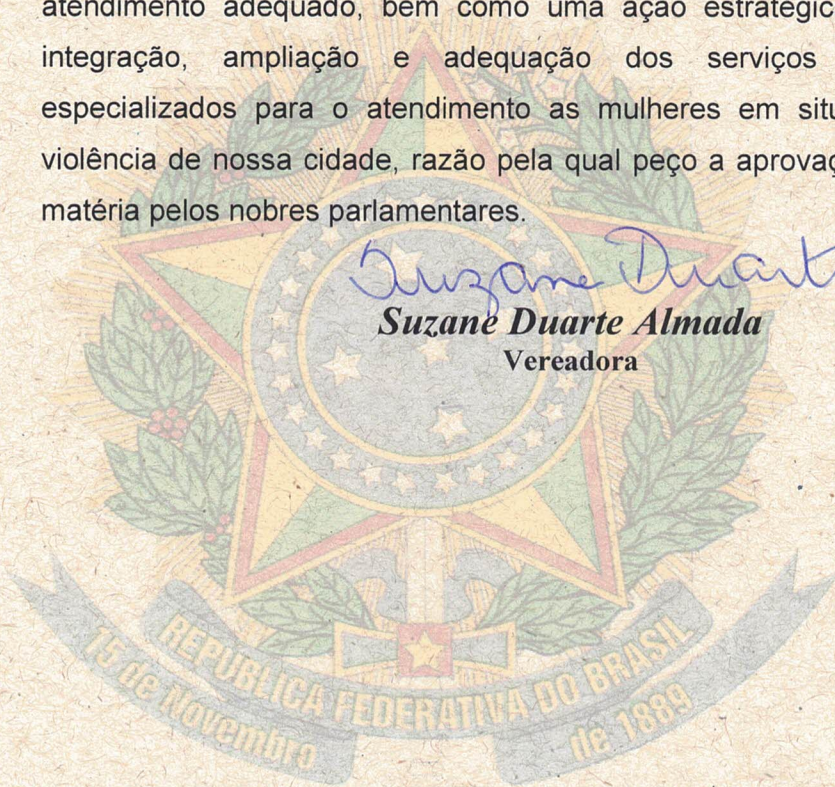 atendimento adequado, bem como uma ação estratégic
integração, ampliação e adequação dos serviços
especializados para o atendimento as mulheres em situ
violência de nossa cidade, razão pela qual peço a aprovaç
matéria pelos nobres parlamentares.
Suzane Duart
Suzane Duarte Almada
Vereadora
REPÚBLICA FEDERATIVA DO BRASIL
15 de Novembro de 1889